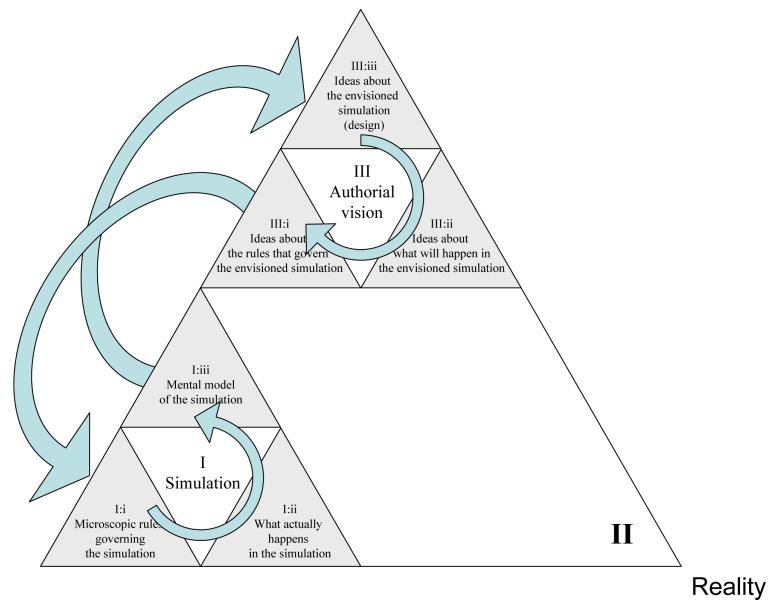 III:iii
Ideas about
the envisioned
simulation
(design)
III
Authorial
vision
III:i
Ideas about
the rules that govern
the envisioned simulation
III:ii
Ideas about
what will happen in
the envisioned simulation
I:iii
Mental model
of the simulation
I
Simulation
I:i
Microscopic rules
governing
the simulation
I:ii
What actually
happens
in the simulation
II
Reality